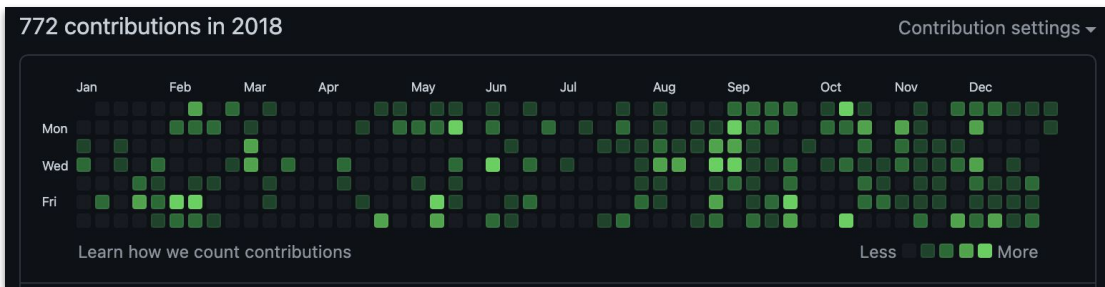 772 contributions in 2018
Contribution settings
Jan Feb Mar Apr May Jun Jul Aug Sep Oct Nov Dec
Mon
Wed
Fri
Learn how we count contributions
Less More